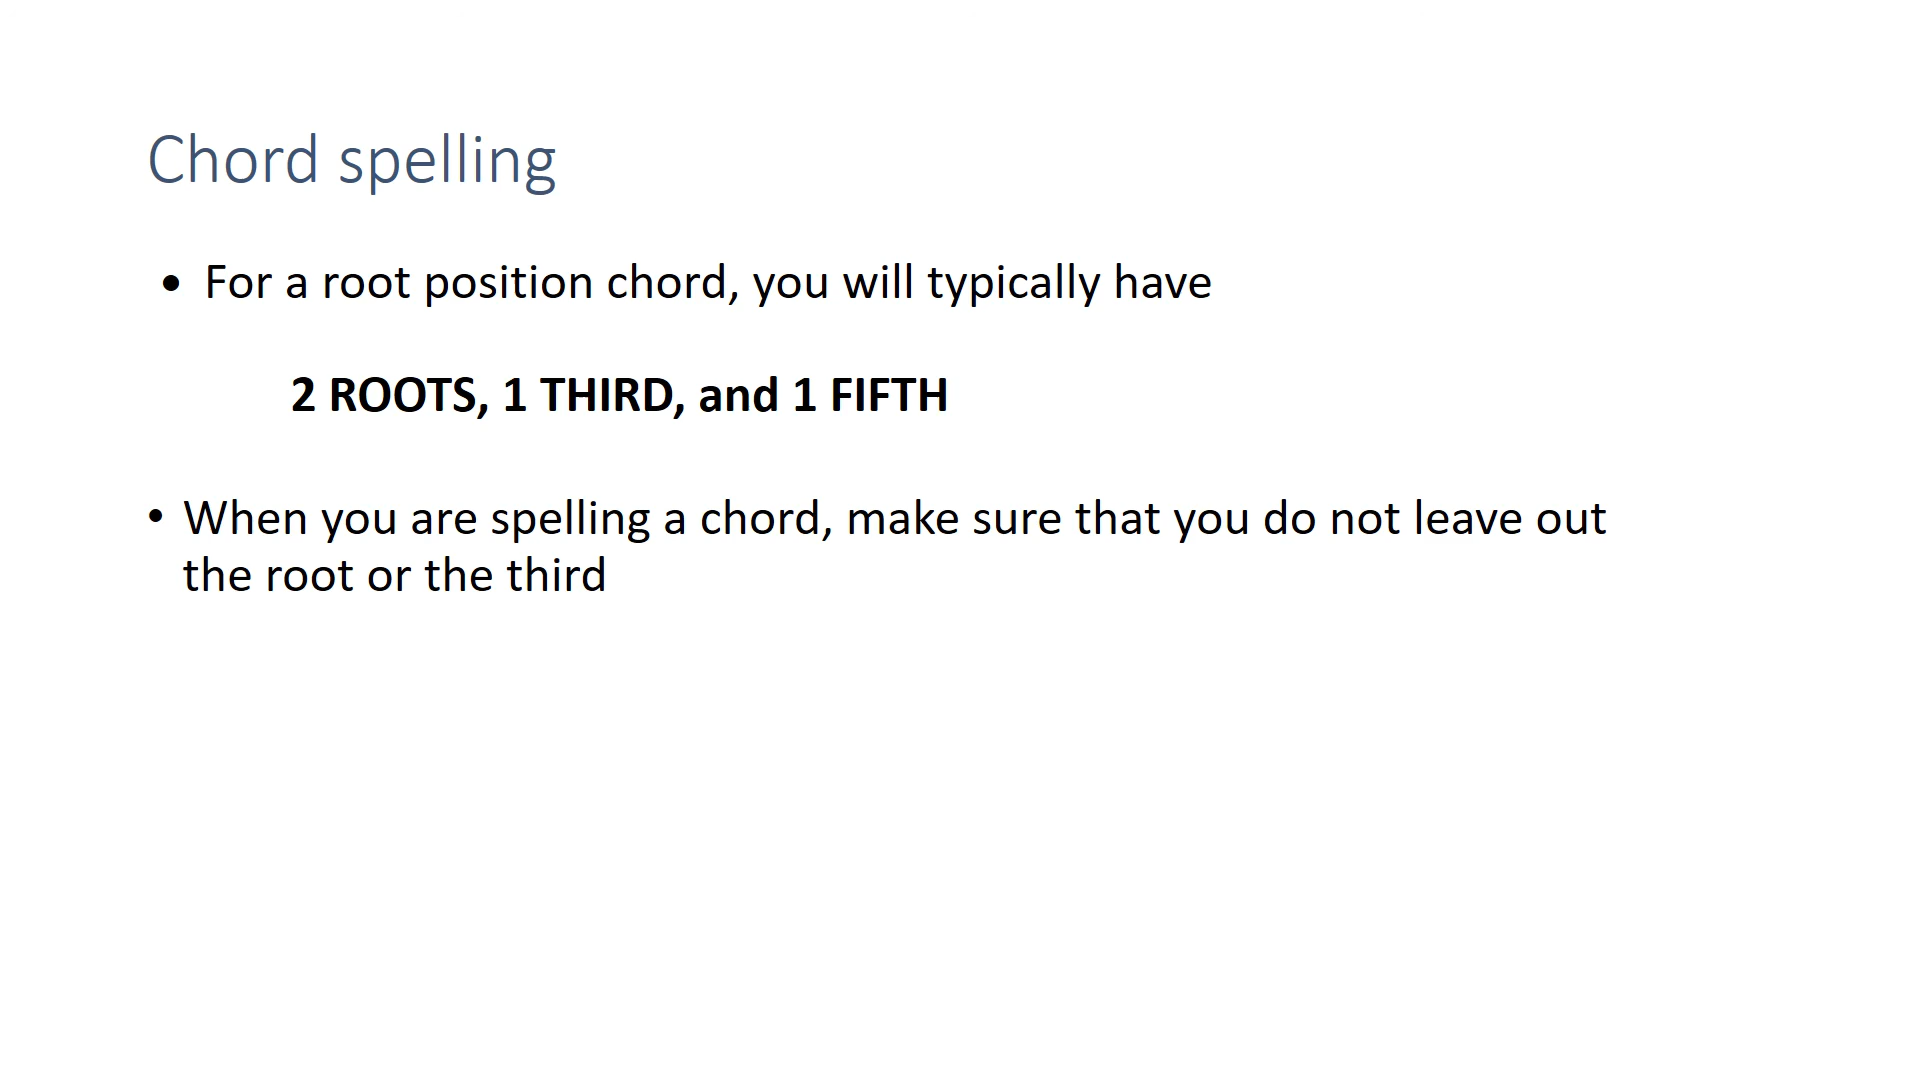 Chord spelling
• For a root position chord, you will typically have
2 ROOTS, 1 THIRD, and 1 FIFTH
• When you are spelling a chord, make sure that you do not leave out
the root or the third